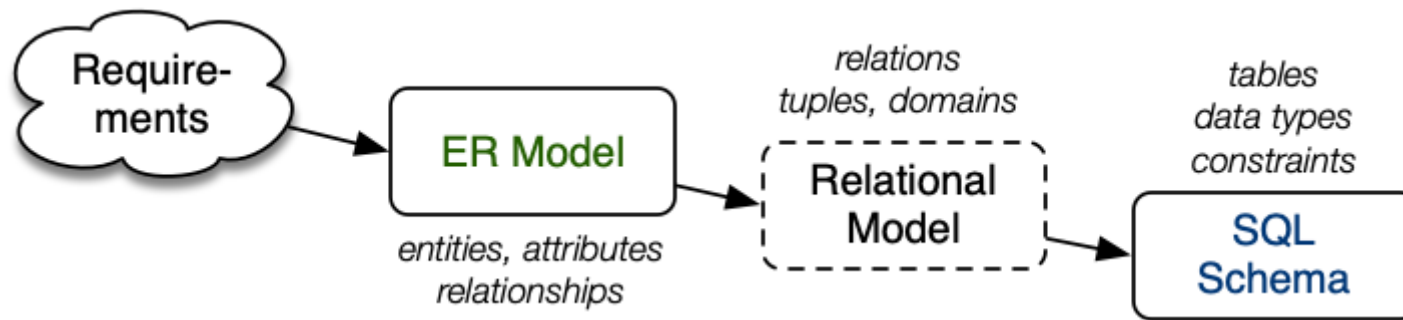 Require-
ments
ER Model
entities, attributes
relationships
relations
tuples, domains
Relational
Model
tables
data types
constraints
SQL
Schema